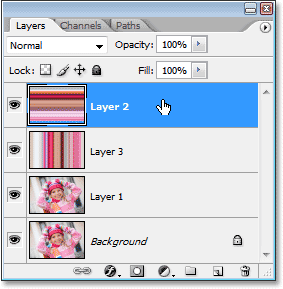 Layers Channels Paths
Normal Opacity: 100%
Lock: Fill: 100%
Layer 2
Layer 3
Layer 1
Background